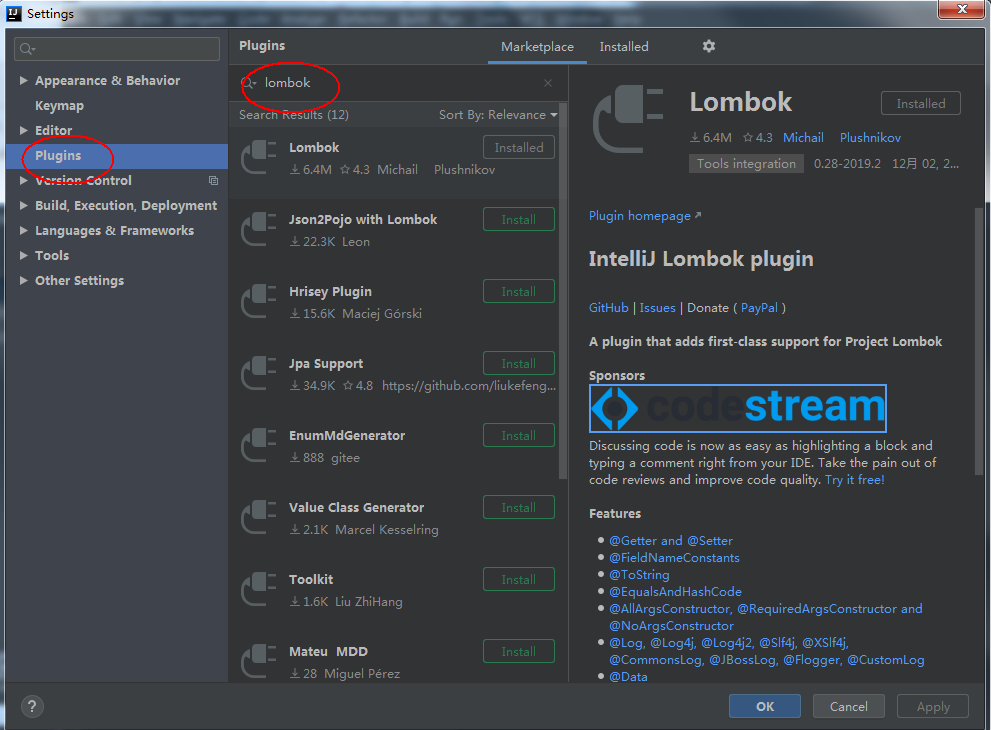 Settings
Appearance & Behavior
Keymap
Editor
Plugins
Version Control
Build, Execution, Deployment
Languages & Frameworks
Tools
Other Settings
Plugins
Marketplace
Installed
lombok
Search Results (12)
Sort By: Relevance
Lombok
Installed
6.4M 4.3 Michail Plushnikov
Json2Pojo with Lombok
Install
22.3K Leon
Hrisey Plugin
Install
15.6K Maciej Górski
Jpa Support
Install
34.9K 4.8 https://github.com/liukefeng...
EnumMdGenerator
Install
888 gitee
Value Class Generator
Install
2.1K Marcel Kesselring
Toolkit
Install
1.6K Liu ZhiHang
Mateu MDD
Install
28 Miguel Pérez
Lombok
Installed
6.4M 4.3 Michail Plushnikov
Tools integration 0.28-2019.2 12月 02, 2...
Plugin homepage
IntelliJ Lombok plugin
GitHub | Issues | Donate ( PayPal )
A plugin that adds first-class support for Project Lombok
Sponsors
codestream
Discussing code is now as easy as highlighting a block and
typing a comment right from your IDE. Take the pain out of
code reviews and improve code quality. Try it free!
Features
@Getter and @Setter
@FieldNameConstants
@ToString
@EqualsAndHashCode
@AllArgsConstructor, @RequiredArgsConstructor and
@NoArgsConstructor
@Log, @Log4j, @Log4j2, @Slf4j, @XSlf4j,
@CommonsLog, @JBossLog, @Flogger, @CustomLog
@Data
?
OK
Cancel
Apply